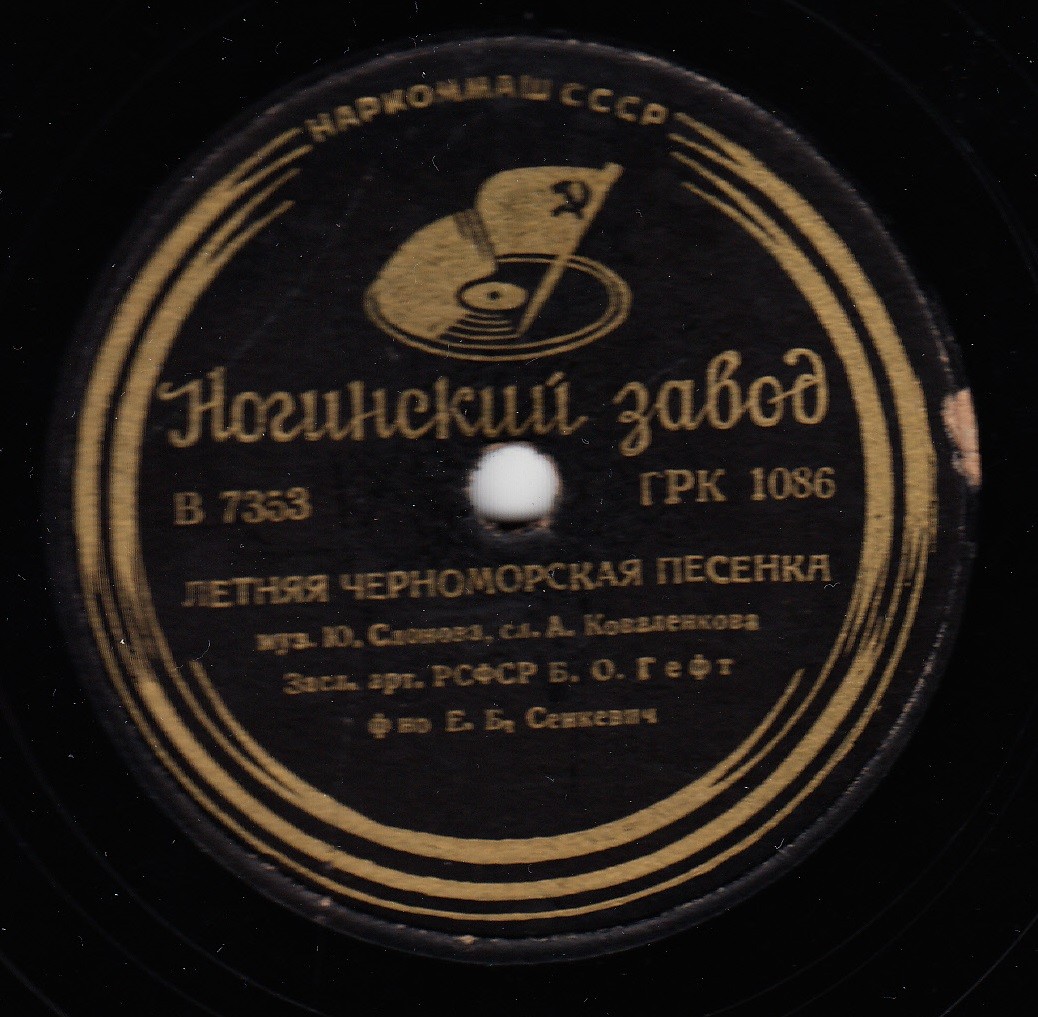 НАРКОММАШ СССР
Ногинский завод
В 7353 ГРК 1086
ЛЕТНЯЯ ЧЕРНОМОРСКАЯ ПЕСЕНКА
муз. Ю. Слонова, сл. А. Коваленкова
Засл. арт. РСФСР Б. О. Гефт
ф но Е. Б. Сенкевич